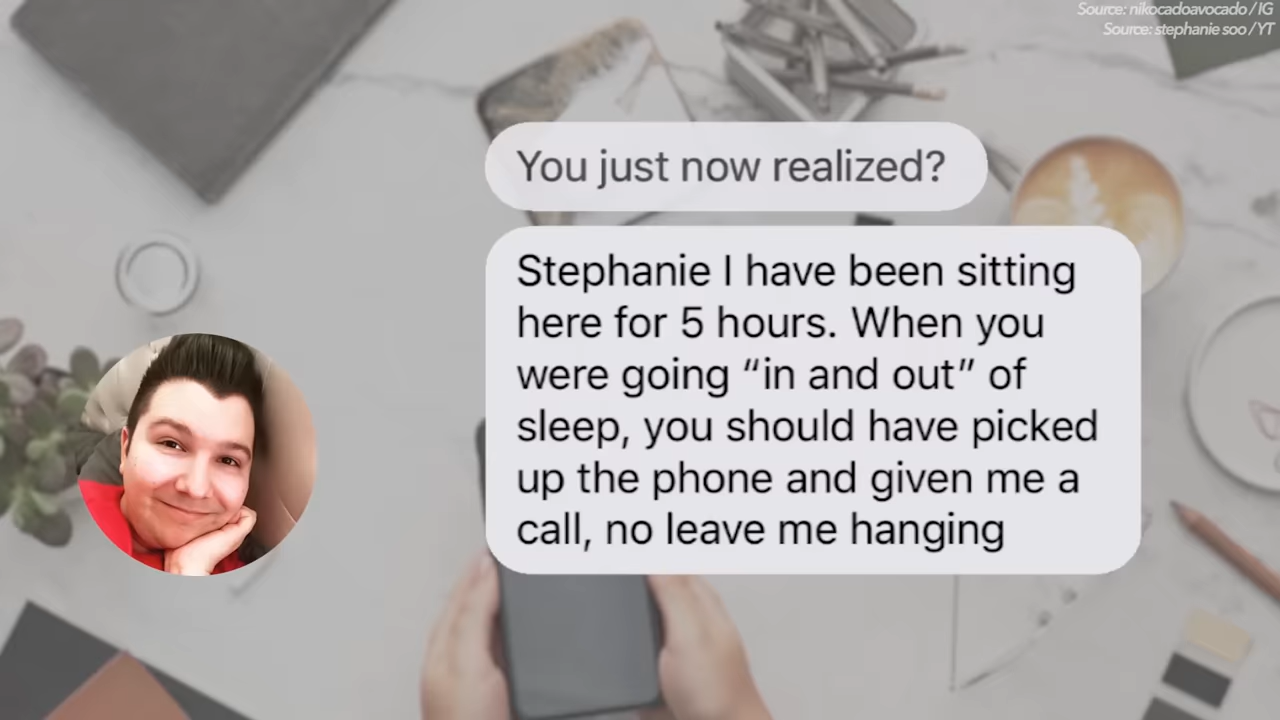 Source: nikocadoavocado / IG
Source: stephanie soo / YT
You just now realized?
Stephanie I have been sitting
here for 5 hours. When you
were going “in and out” of
sleep, you should have picked
up the phone and given me a
call, no leave me hanging